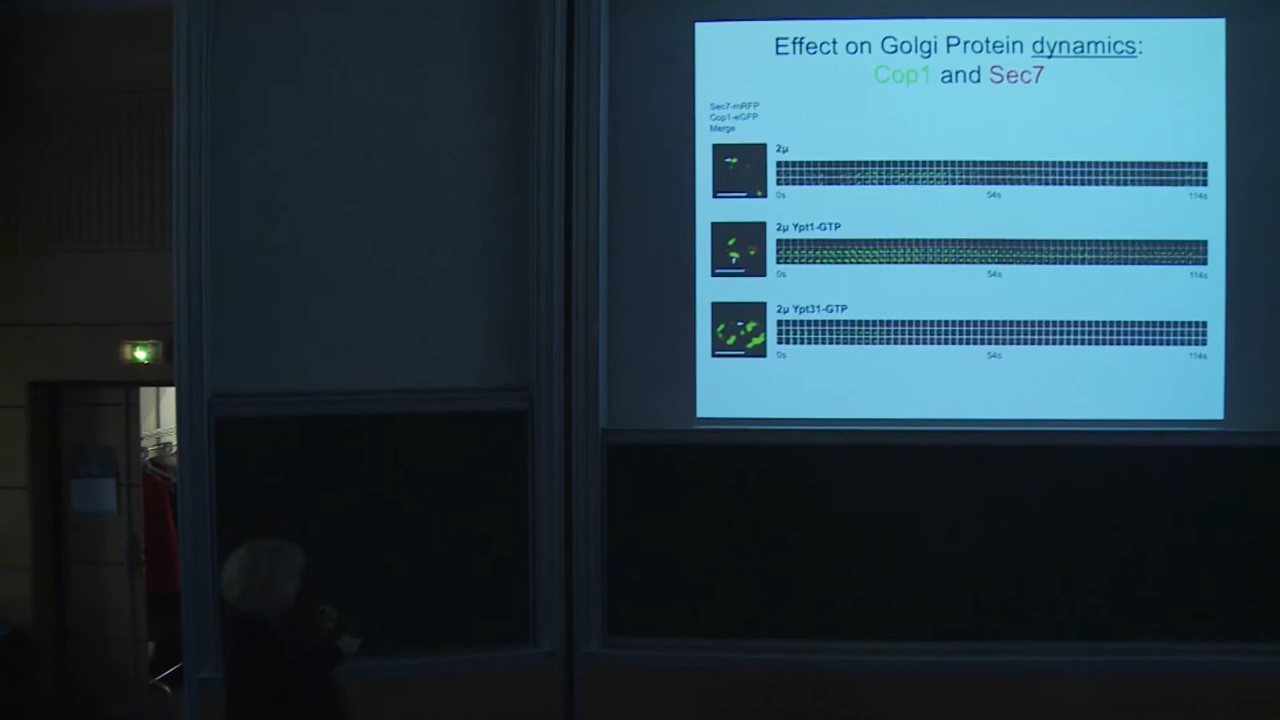 Effect on Golgi Protein dynamics:
Cop1 and Sec7
Sec7-mRFP
Cop1-eGFP
Merge
2µ
0s 54s 114s
2µ Ypt1-GTP
0s 54s 114s
2µ Ypt31-GTP
0s 54s 114s